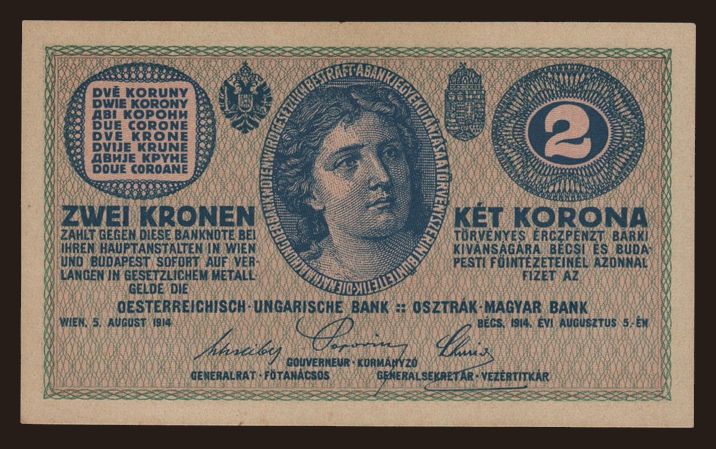 DVĚ KORUNY
DWIE KORONY
ДВІ КОРОНИ
DUE CORONE
DVE KRONE
DVIJE KRUNE
ДВИЈЕ КРУНЕ
DOUE COROANE
2
ZWEI KRONEN
ZAHLT GEGEN DIESE BANKNOTE BEI
IHREN HAUPTANSTALTEN IN WIEN
UND BUDAPEST SOFORT AUF VER-
LANGEN IN GESETZLICHEM METALL-
GELDE DIE
KÉT KORONA
TÖRVÉNYES ÉRCZPÉNZT BÁRKI
KIVÁNSÁGÁRA BÉCSI ÉS BUDA-
PESTI FŐINTÉZETEINÉL AZONNAL
FIZET AZ
OESTERREICHISCH-UNGARISCHE BANK :: OSZTRÁK-MAGYAR BANK
WIEN, 5. AUGUST 1914
BÉCS, 1914. ÉVI AUGUSZTUS 5.-ÉN
GOUVERNEUR · KORMÁNYZÓ
GENERALRAT · FŐTANÁCSOS
GENERALSEKRETÄR · VEZÉRTITKÁR